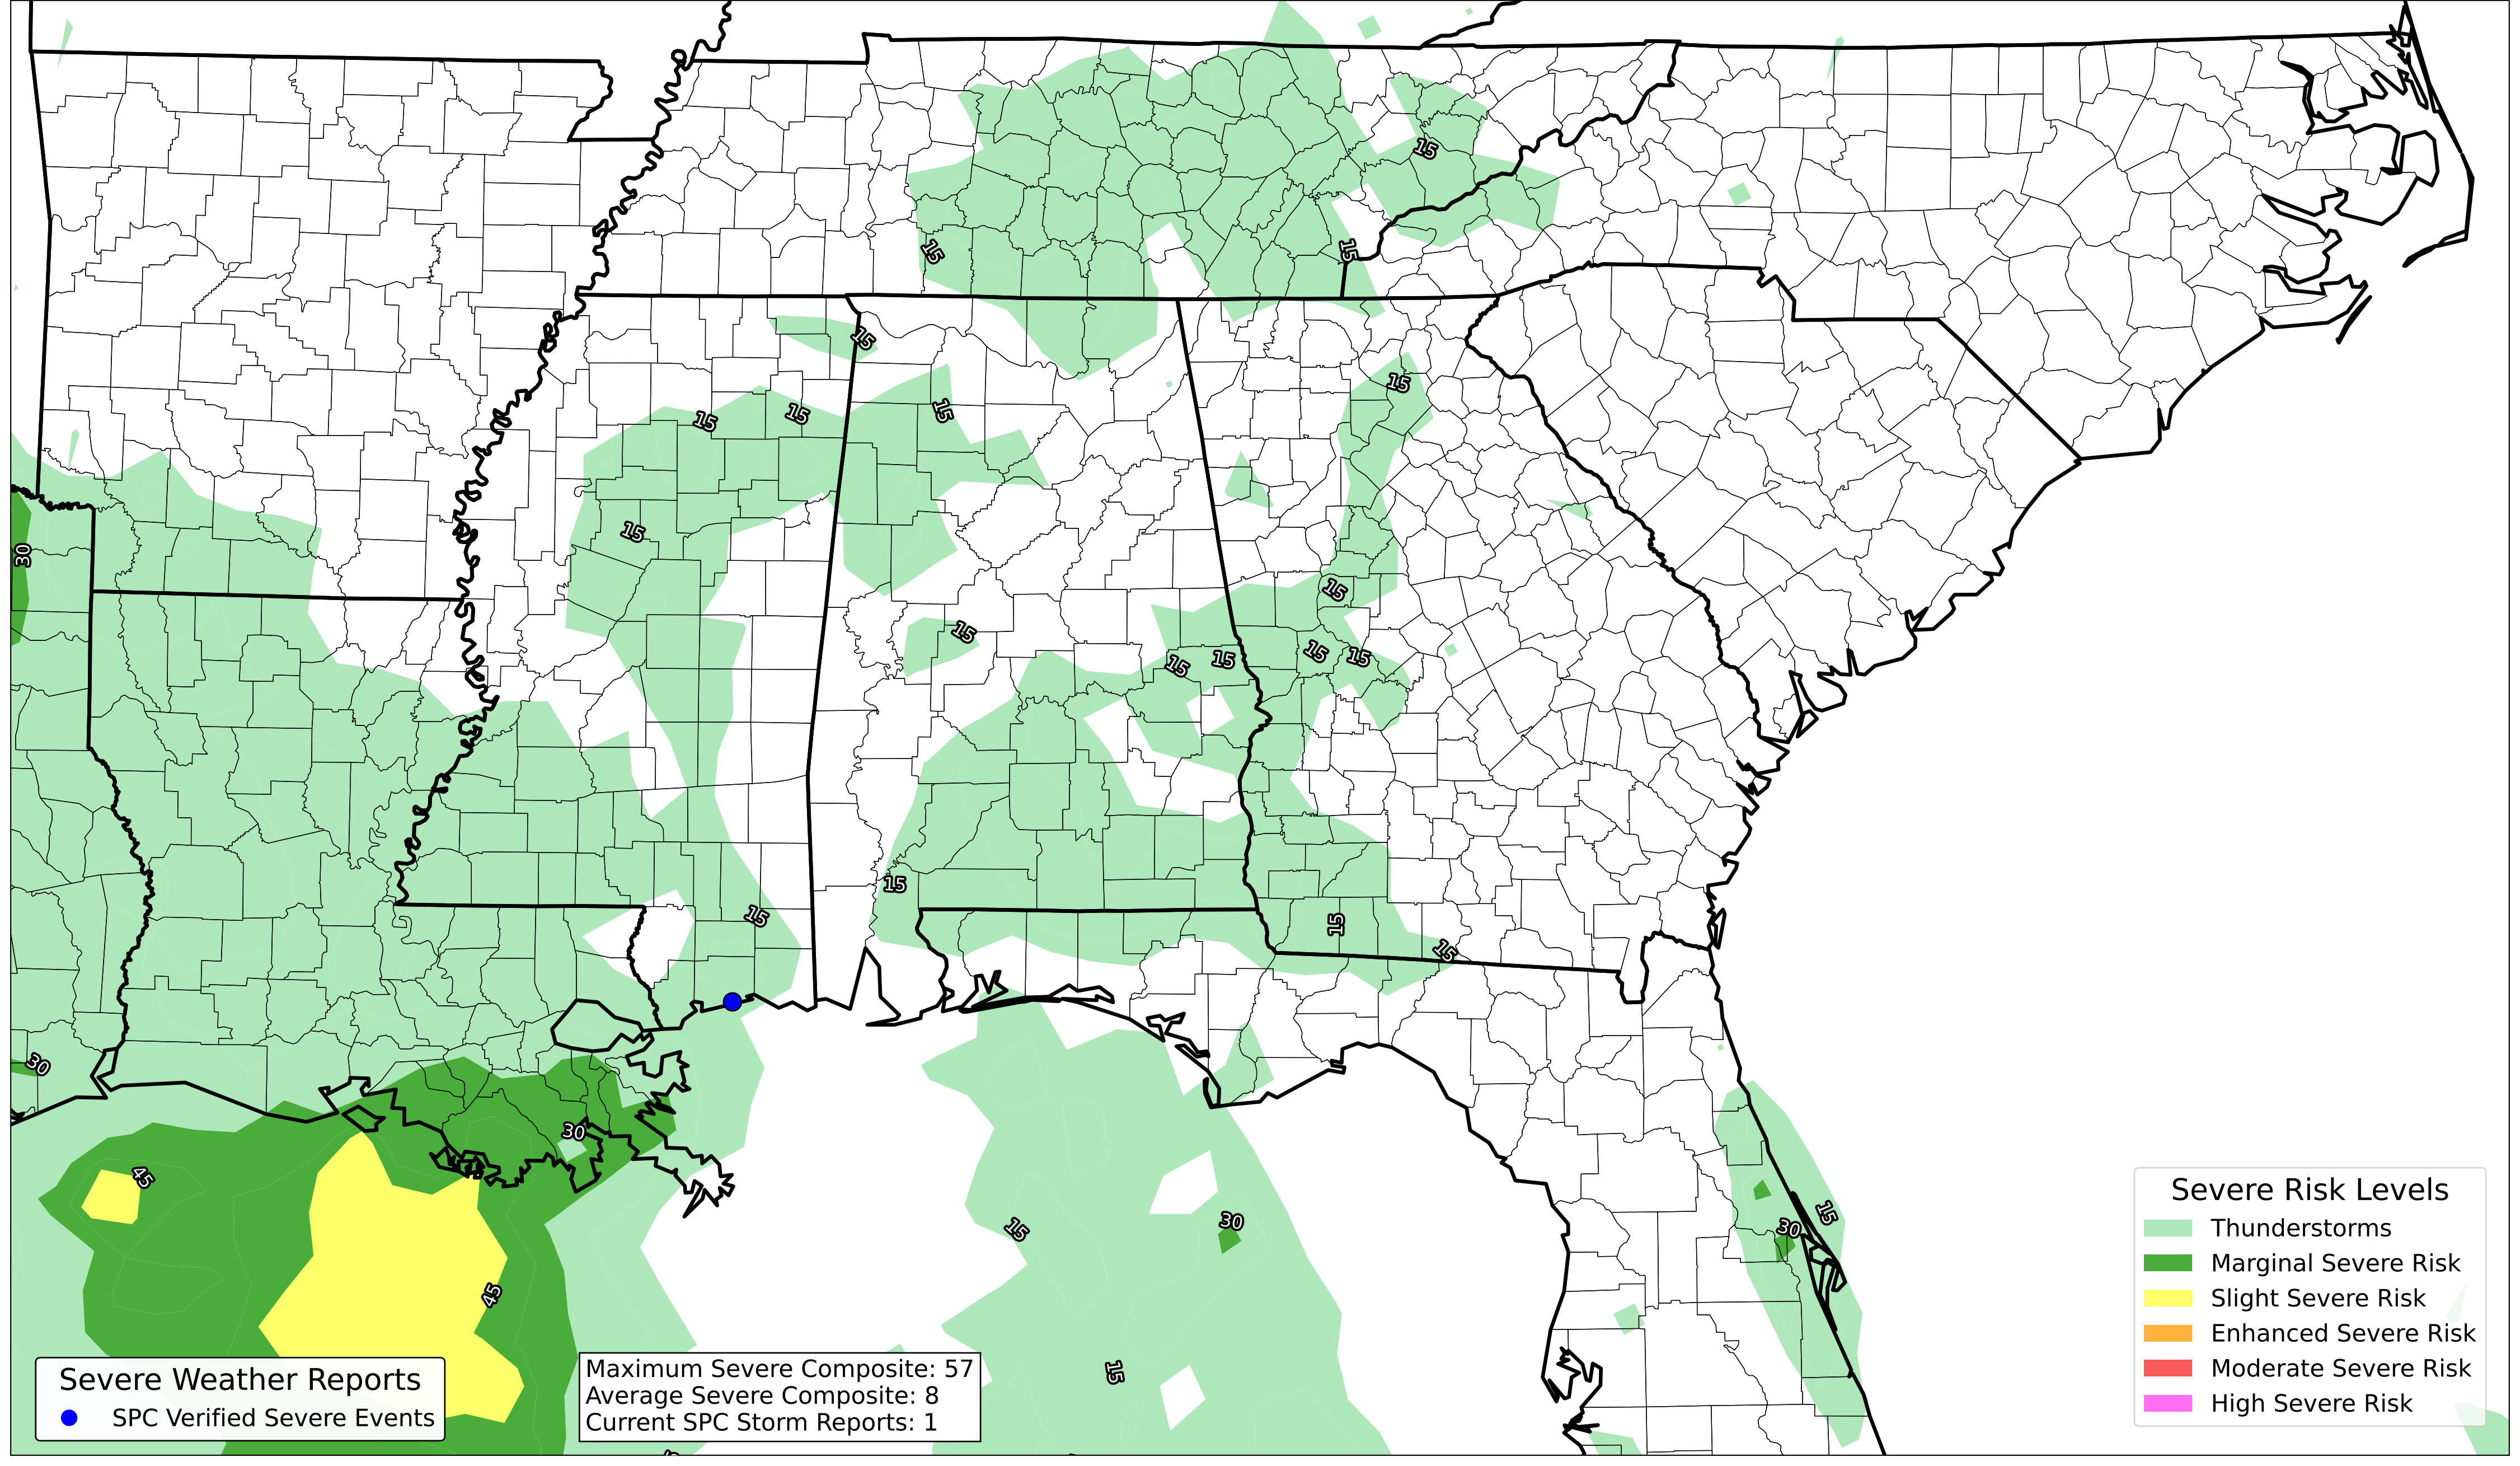 15
15
15
15
15
15
15
15
15
15
30
15
15
15
15
15
15
15
15
15
15
30
30
45
15
30
15
30
45
15
Severe Risk Levels
Thunderstorms
Marginal Severe Risk
Slight Severe Risk
Enhanced Severe Risk
Moderate Severe Risk
High Severe Risk
Severe Weather Reports
SPC Verified Severe Events
Maximum Severe Composite: 57
Average Severe Composite: 8
Current SPC Storm Reports: 1